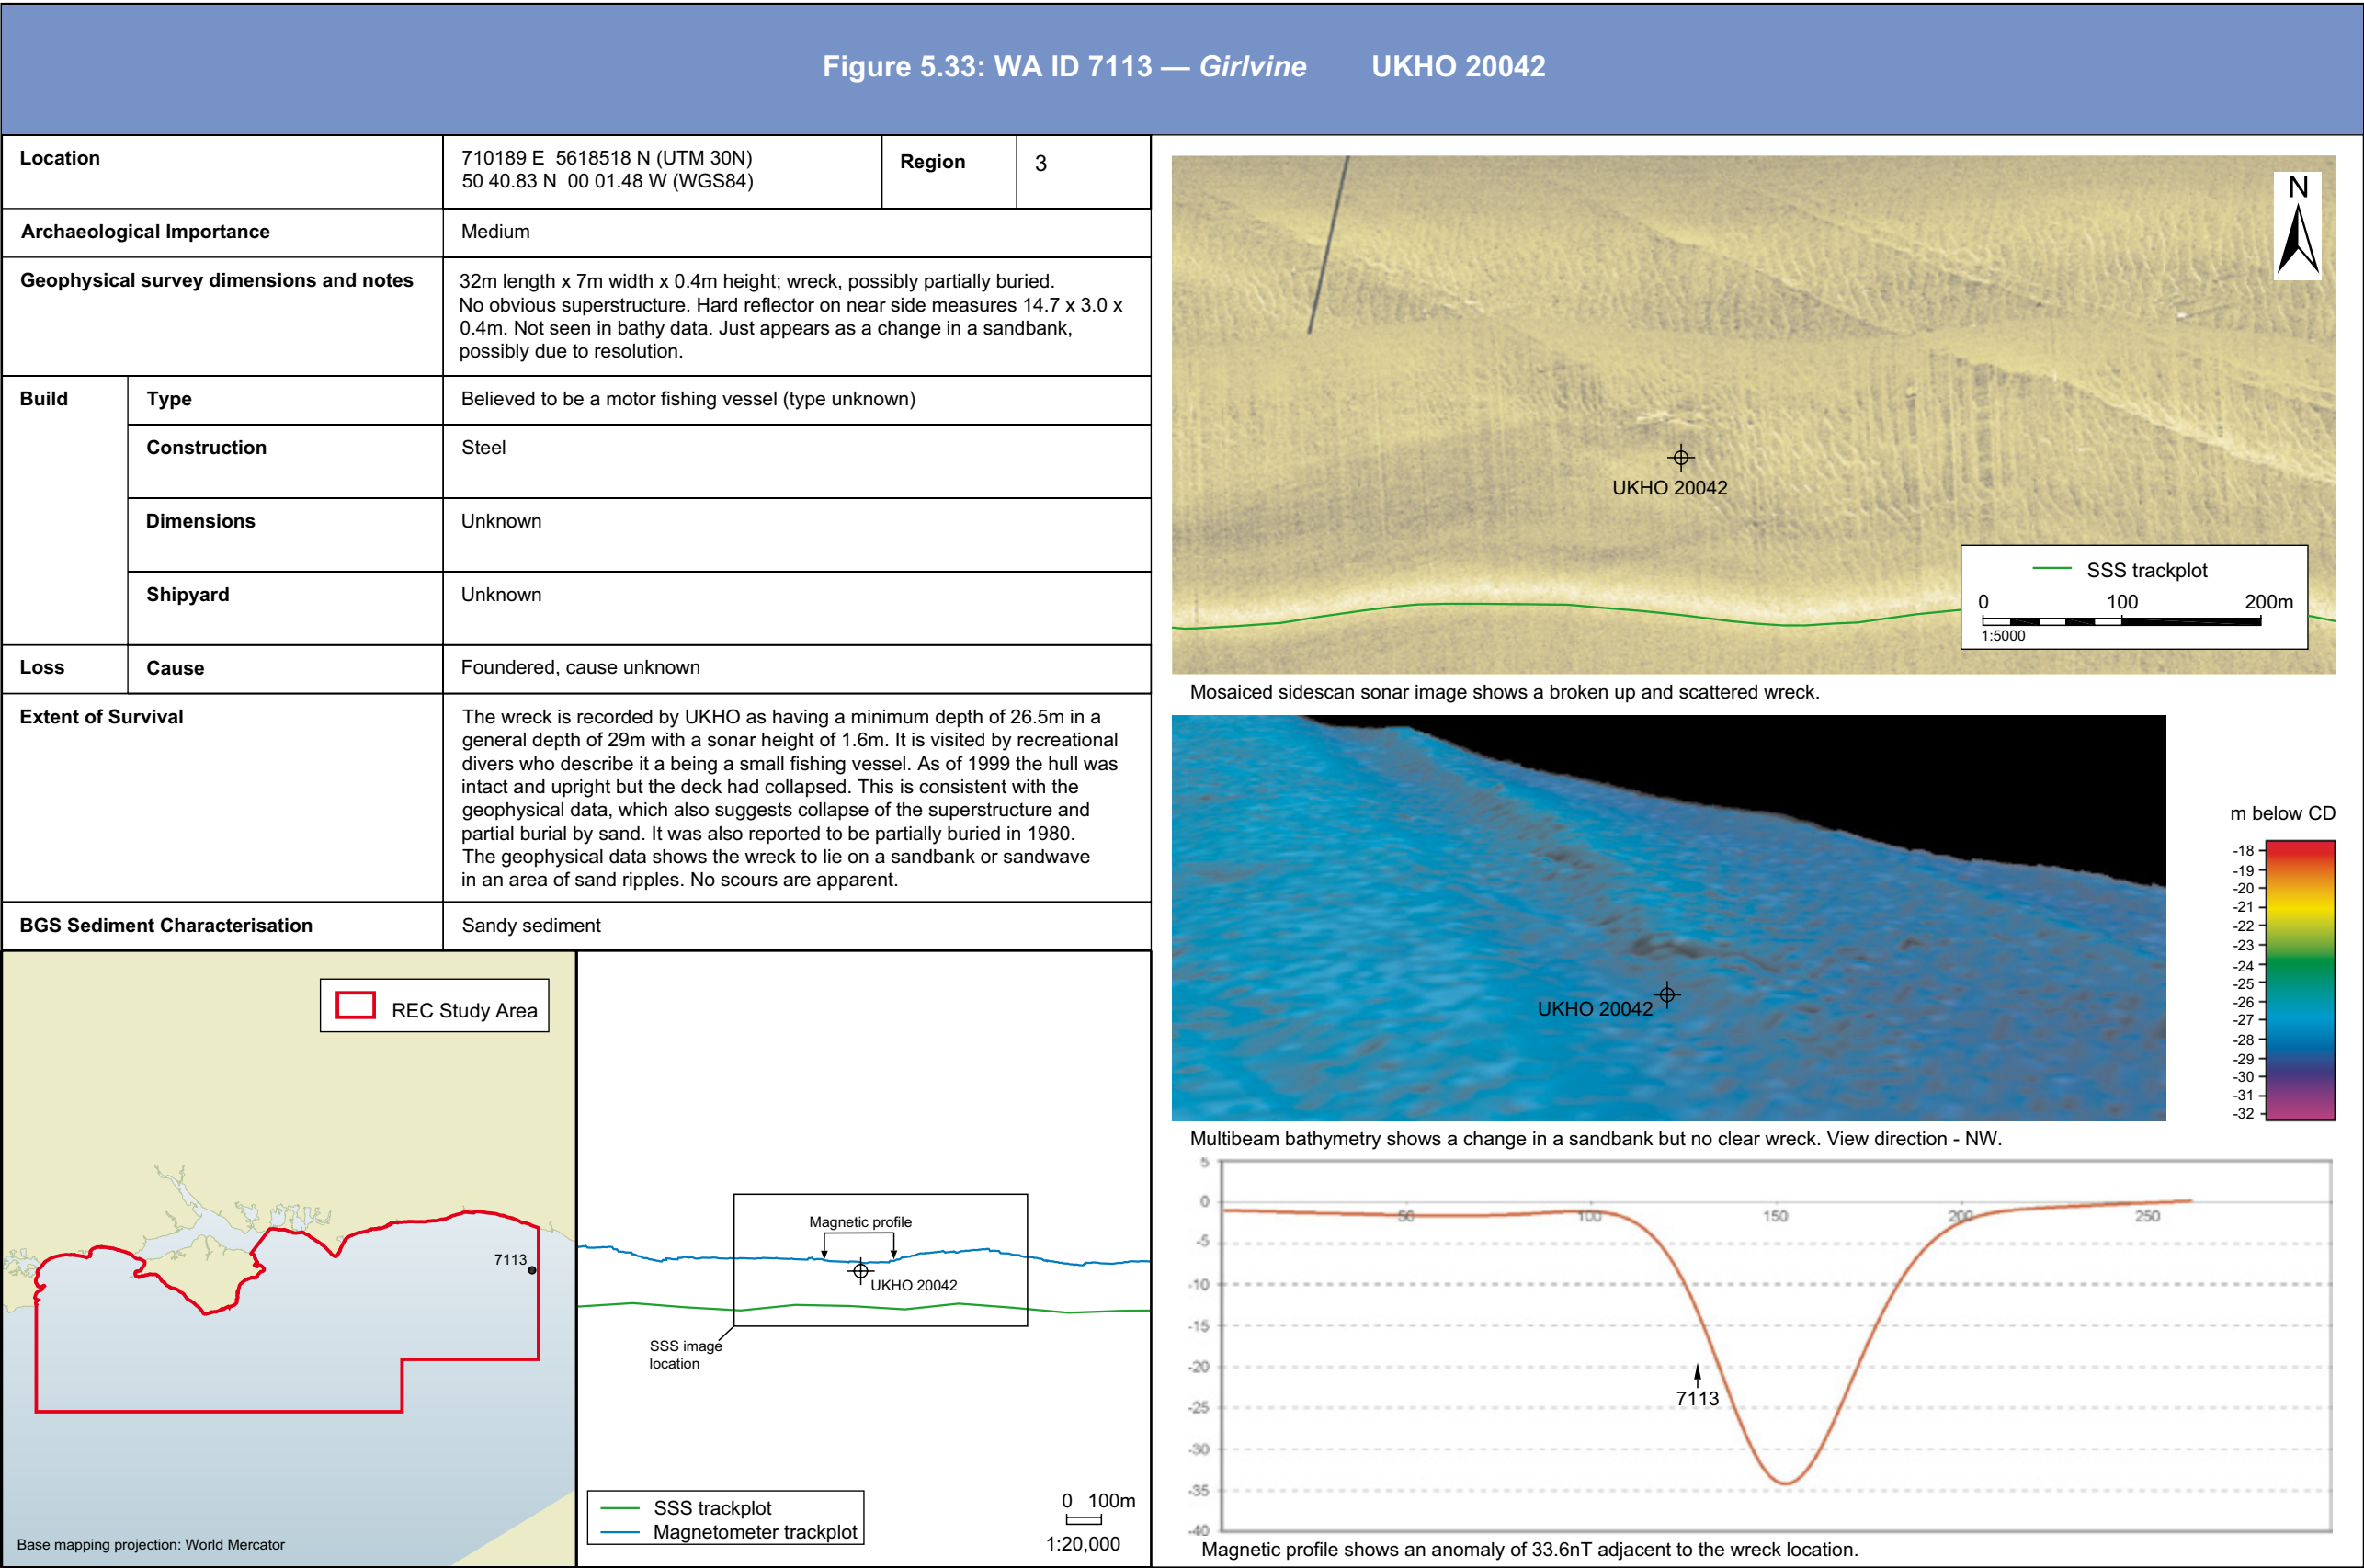 Figure 5.33: WA ID 7113 — Girlvine UKHO 20042
Location
710189 E 5618518 N (UTM 30N)
50 40.83 N 00 01.48 W (WGS84)
Region
3
Archaeological Importance
Medium
Geophysical survey dimensions and notes
32m length x 7m width x 0.4m height; wreck, possibly partially buried.
No obvious superstructure. Hard reflector on near side measures 14.7 x 3.0 x
0.4m. Not seen in bathy data. Just appears as a change in a sandbank,
possibly due to resolution.
Build
Type
Believed to be a motor fishing vessel (type unknown)
Construction
Steel
Dimensions
Unknown
Shipyard
Unknown
Loss
Cause
Foundered, cause unknown
Extent of Survival
The wreck is recorded by UKHO as having a minimum depth of 26.5m in a
general depth of 29m with a sonar height of 1.6m. It is visited by recreational
divers who describe it a being a small fishing vessel. As of 1999 the hull was
intact and upright but the deck had collapsed. This is consistent with the
geophysical data, which also suggests collapse of the superstructure and
partial burial by sand. It was also reported to be partially buried in 1980.
The geophysical data shows the wreck to lie on a sandbank or sandwave
in an area of sand ripples. No scours are apparent.
BGS Sediment Characterisation
Sandy sediment
REC Study Area
7113
Base mapping projection: World Mercator
Magnetic profile
UKHO 20042
SSS image
location
SSS trackplot
Magnetometer trackplot
0 100m
1:20,000
N
UKHO 20042
SSS trackplot
0 100 200m
1:5000
Mosaiced sidescan sonar image shows a broken up and scattered wreck.
UKHO 20042
m below CD
-18
-19
-20
-21
-22
-23
-24
-25
-26
-27
-28
-29
-30
-31
-32
Multibeam bathymetry shows a change in a sandbank but no clear wreck. View direction - NW.
5
0
50 100 150 200 250
-5
-10
-15
-20
7113
-25
-30
-35
-40
Magnetic profile shows an anomaly of 33.6nT adjacent to the wreck location.